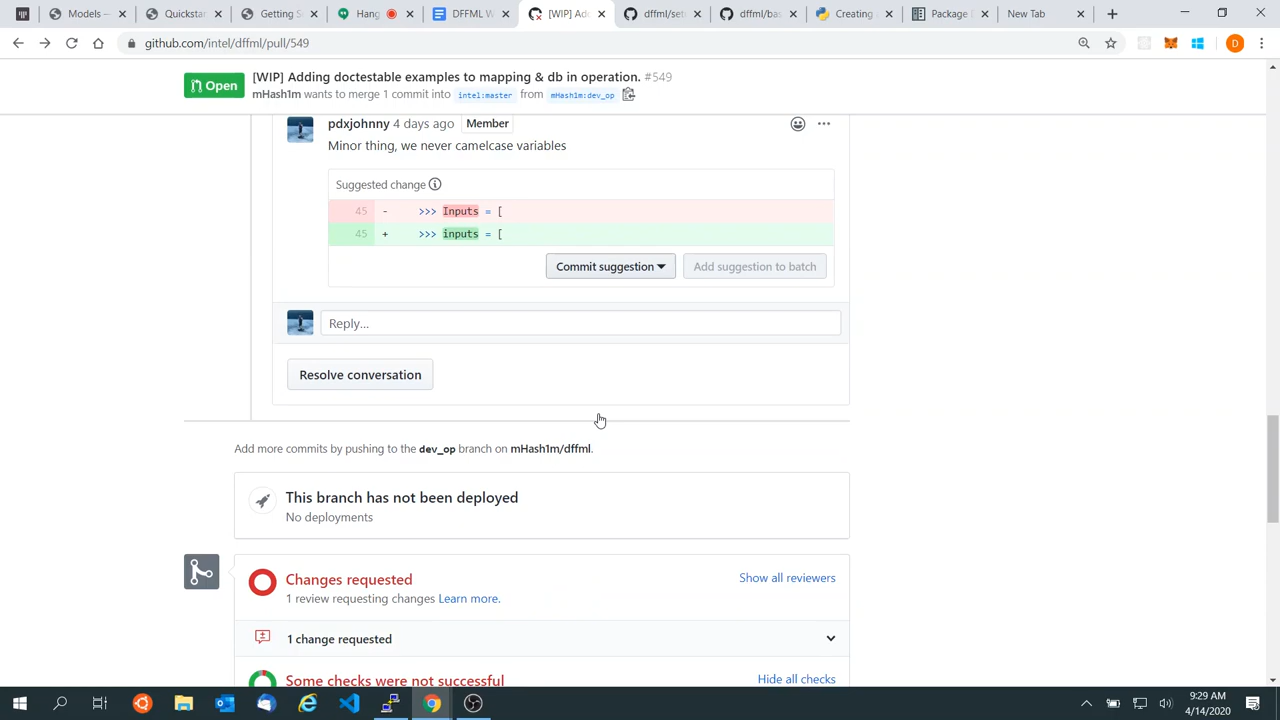 Models —
Quickstar
Getting S
Hang
DFFML W
[WIP] Add
dffml/set
dffml/bas
Creating
Package
New Tab
github.com/intel/dffml/pull/549
Open
[WIP] Adding doctestable examples to mapping & db in operation. #549
mHash1m wants to merge 1 commit into intel:master from mHash1m:dev_op
pdxjohnny 4 days ago Member
Minor thing, we never camelcase variables
Suggested change
45 - >>> Inputs = [
45 + >>> inputs = [
Commit suggestion
Add suggestion to batch
Reply...
Resolve conversation
Add more commits by pushing to the dev_op branch on mHash1m/dffml.
This branch has not been deployed
No deployments
Changes requested
Show all reviewers
1 review requesting changes Learn more.
1 change requested
Some checks were not successful
Hide all checks
9:29 AM
4/14/2020
D